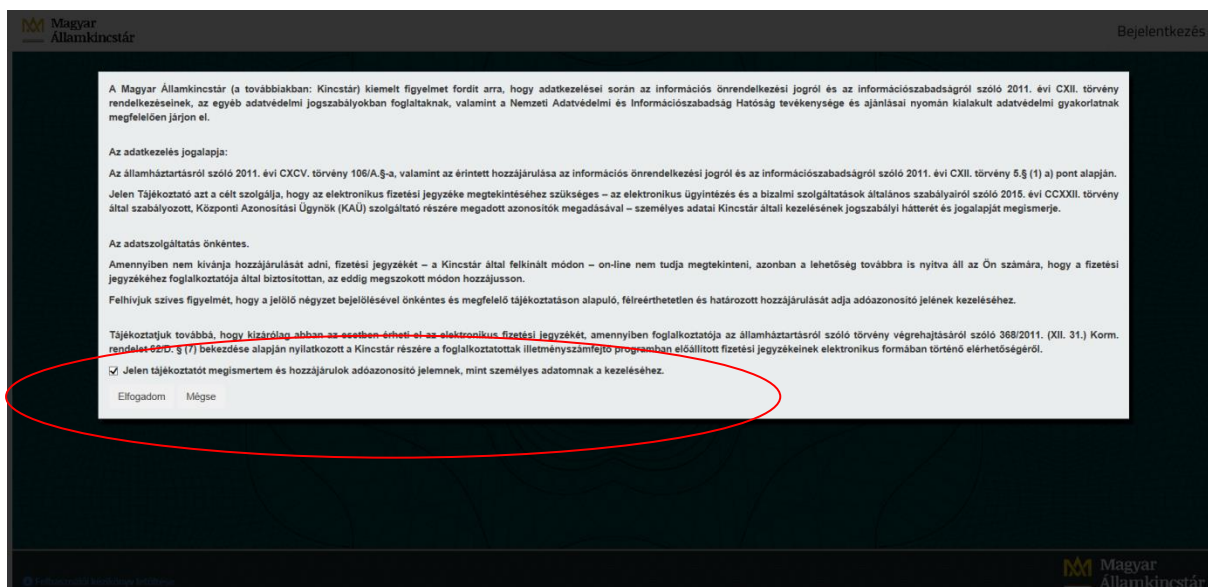 Magyar
Államkincstár
Bejelentkezés
A Magyar Államkincstár (a továbbiakban: Kincstár) kiemelt figyelmet fordít arra, hogy adatkezelései során az információs önrendelkezési jogról és az információszabadságról szóló 2011. évi CXII. törvény
rendelkezéseinek, az egyéb adatvédelmi jogszabályokban foglaltaknak, valamint a Nemzeti Adatvédelmi és Információszabadság Hatóság tevékenysége és ajánlásai nyomán kialakult adatvédelmi gyakorlatnak
megfelelően járjon el.
Az adatkezelés jogalapja:
Az államháztartásról szóló 2011. évi CXCV. törvény 106/A.§-a, valamint az érintett hozzájárulása az információs önrendelkezési jogról és az információszabadságról szóló 2011. évi CXII. törvény 5.§ (1) a) pont alapján.
Jelen Tájékoztató azt a célt szolgálja, hogy az elektronikus fizetési jegyzéke megtekintéséhez szükséges – az elektronikus ügyintézés és a bizalmi szolgáltatások általános szabályairól szóló 2015. évi CCXXII. törvény
által szabályozott, Központi Azonosítási Ügynök (KAÜ) szolgáltató részére megadott azonosítók megadásával – személyes adatai Kincstár általi kezelésének jogszabályi hátterét és jogalapját megismerje.
Az adatszolgáltatás önkéntes.
Amennyiben nem kívánja hozzájárulását adni, fizetési jegyzékét – a Kincstár által felkínált módon – on-line nem tudja megtekinteni, azonban a lehetőség továbbra is nyitva áll az Ön számára, hogy a fizetési
jegyzékéhez foglalkoztatója által biztosítottan, az eddig megszokott módon hozzájusson.
Felhívjuk szíves figyelmét, hogy a jelölő négyzet bejelölésével önkéntes és megfelelő tájékoztatáson alapuló, félreérthetetlen és határozott hozzájárulását adja adóazonosító jelének kezeléséhez.
Tájékoztatjuk továbbá, hogy kizárólag abban az esetben érheti el az elektronikus fizetési jegyzékét, amennyiben foglalkoztatója az államháztartásról szóló törvény végrehajtásáról szóló 368/2011. (XII. 31.) Korm.
rendelet 62/D. § (7) bekezdése alapján nyilatkozott a Kincstár részére a foglalkoztatottak illetményszámfejtő programban előállított fizetési jegyzékeinek elektronikus formában történő elérhetőségéről.
Jelen tájékoztatót megismertem és hozzájárulok adóazonosító jelemnek, mint személyes adatomnak a kezeléséhez.
Elfogadom Mégse
Felhasználói kézikönyv letöltése
Magyar
Államkincstár